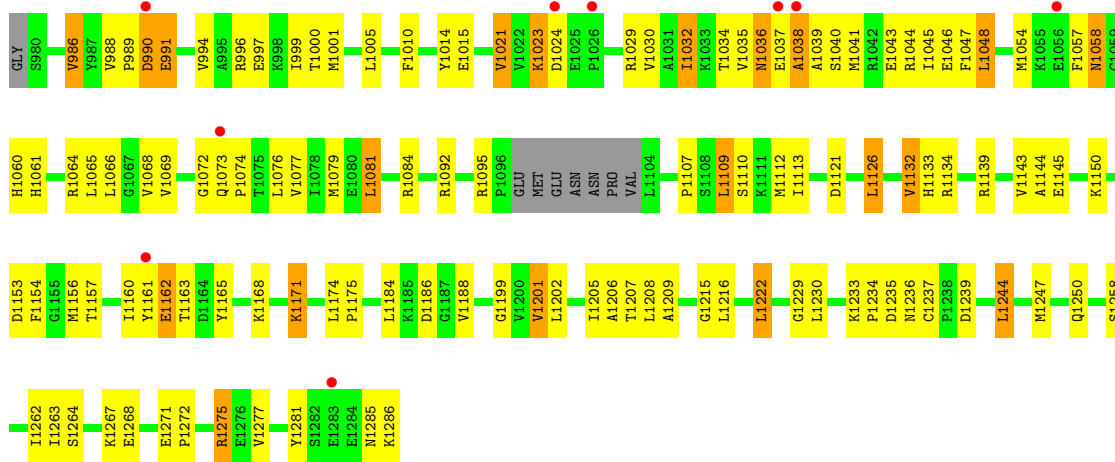 GLY S980 V986 Y987 V988 P989 D990 E991 V994 A995 R996 E997 K998 I999 T1000 M1001 L1005 F1010 Y1014 E1015 V1021 V1022 K1023 D1024 E1025 P1026 R1029 V1030 A1031 I1032 K1033 T1034 V1035 N1036 E1037 A1038 A1039 S1040 M1041 R1042 E1043 R1044 I1045 E1046 F1047 L1048 M1054 K1055 E1056 F1057 N1058 C1059
H1060 H1061 R1064 L1065 L1066 G1067 V1068 V1069 G1072 Q1073 P1074 T1075 L1076 V1077 I1078 M1079 E1080 L1081 R1084 R1092 R1095 P1096 GLU MET GLU ASN ASN PRO VAL L1104 P1107 S1108 L1109 S1110 K1111 M1112 I1113 D1121 L1126 V1132 H1133 R1134 R1139 V1143 A1144 E1145 K1150
D1153 F1154 G1155 M1156 T1157 I1160 Y1161 E1162 T1163 D1164 Y1165 K1168 K1171 L1174 P1175 L1184 K1185 D1186 G1187 V1188 G1199 V1200 V1201 L1202 I1205 A1206 T1207 L1208 A1209 G1215 L1216 L1222 G1229 L1230 K1233 P1234 D1235 N1236 C1237 P1238 D1239 L1244 M1247 Q1250 S1258
I1262 I1263 S1264 K1267 E1268 E1271 P1272 R1275 E1276 V1277 Y1281 S1282 E1283 E1284 N1285 K1286